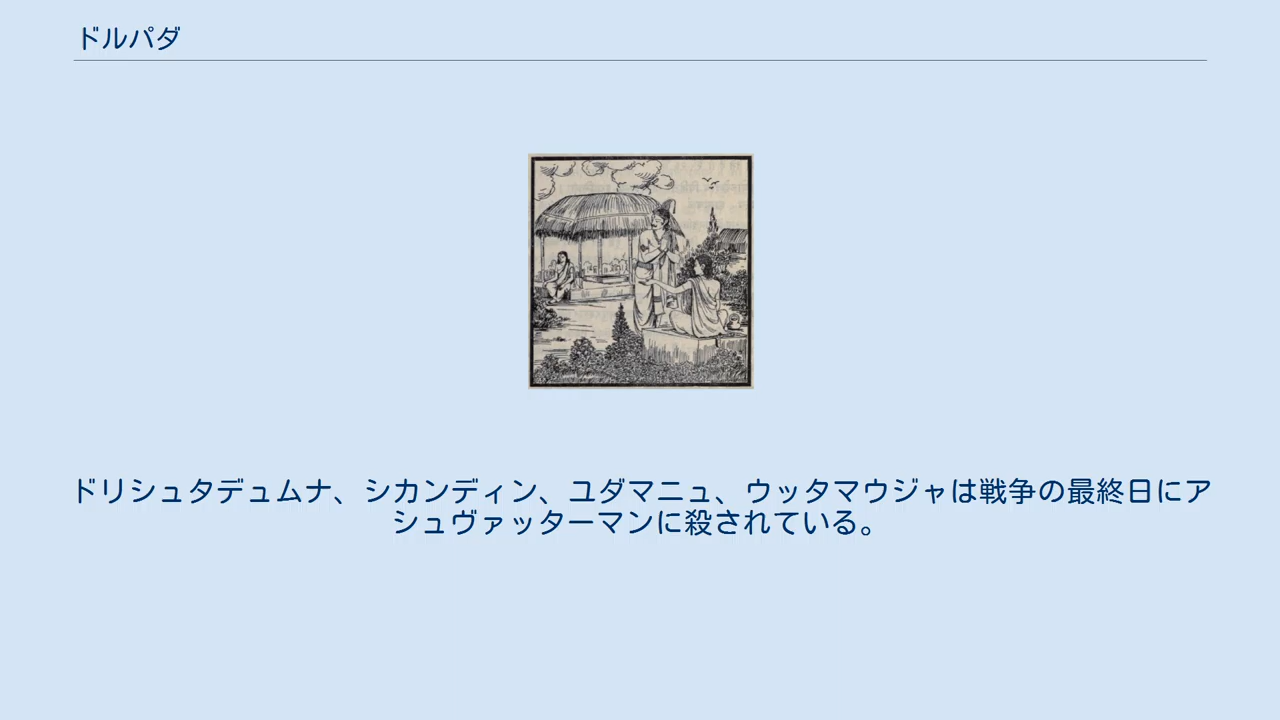 ドルパダ
ドリシュタデュムナ、シカンディン、ユダマニュ、ウッタマウジャは戦争の最終日にア
シュヴァッターマンに殺されている。